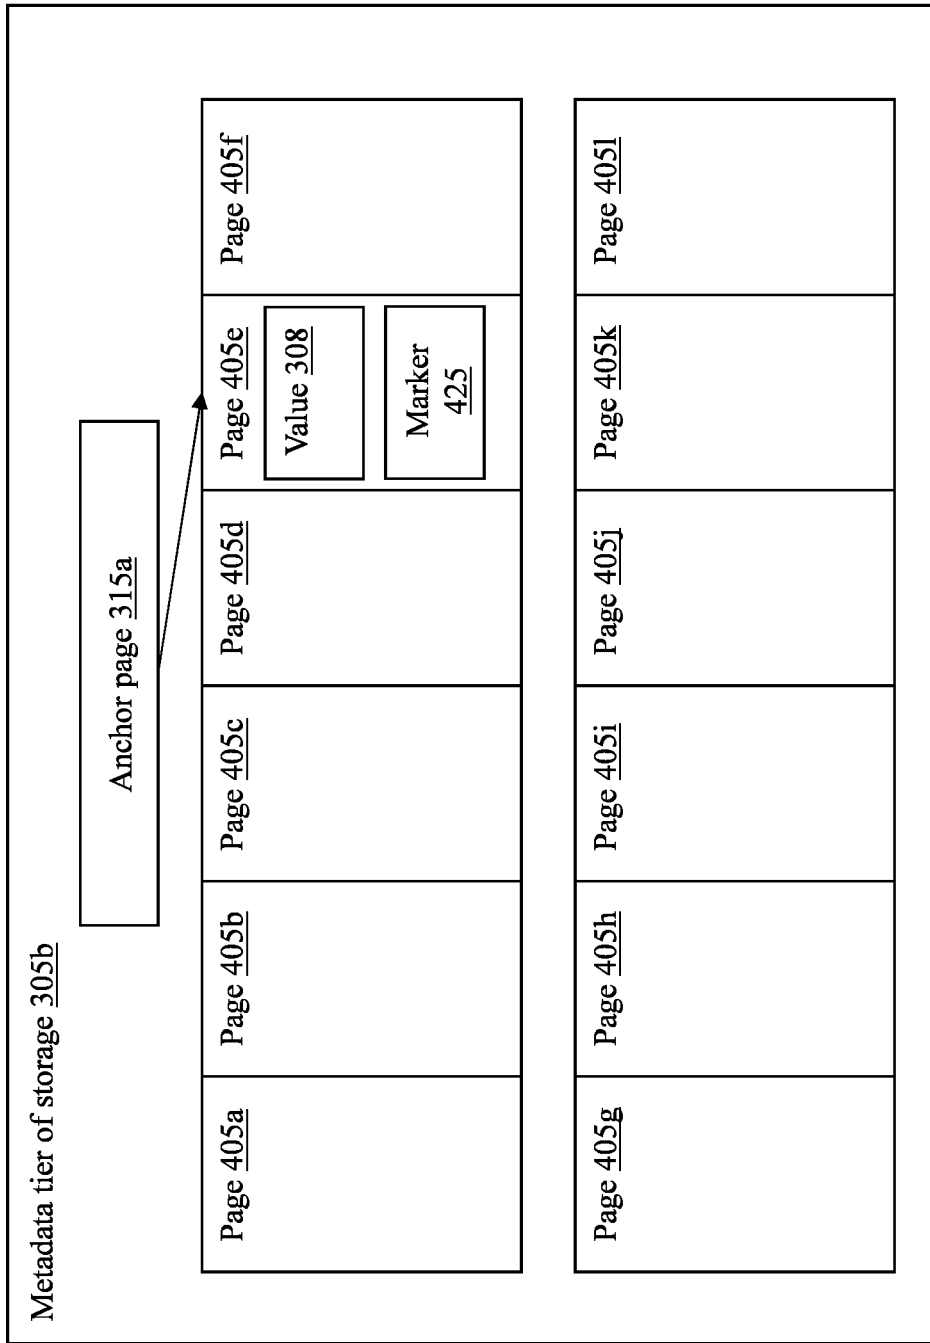 Metadata tier of storage 305b
Anchor page 315a
Page 405a
Page 405b
Page 405c
Page 405d
Page 405e
Value 308
Marker
425
Page 405f
Page 405g
Page 405h
Page 405i
Page 405j
Page 405k
Page 405l